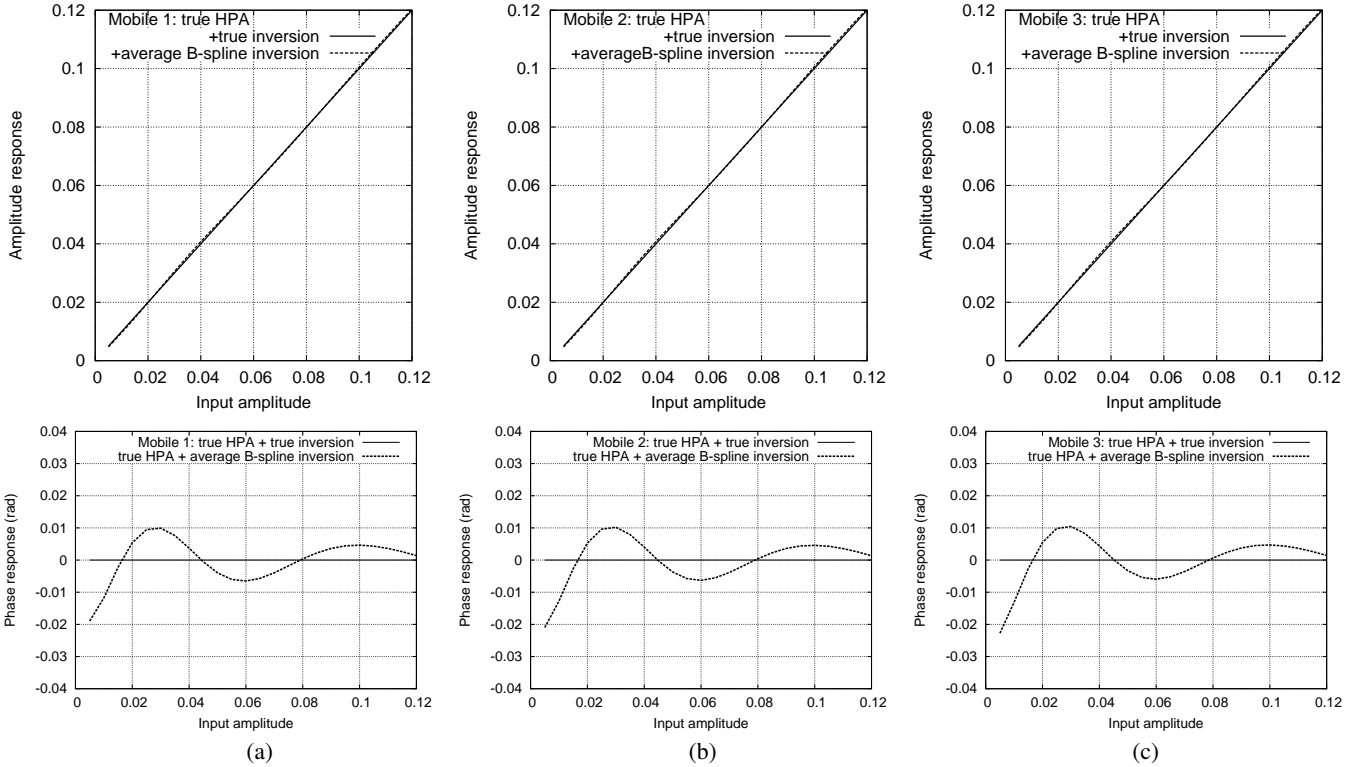 Mobile 1: true HPA
+true inversion
+average B-spline inversion
0.12
0.1
0.08
0.06
0.04
0.02
0
Amplitude response
0 0.02 0.04 0.06 0.08 0.1 0.12
Input amplitude
Mobile 2: true HPA
+true inversion
+averageB-spline inversion
0.12
0.1
0.08
0.06
0.04
0.02
0
Amplitude response
0 0.02 0.04 0.06 0.08 0.1 0.12
Input amplitude
Mobile 3: true HPA
+true inversion
+average B-spline inversion
0.12
0.1
0.08
0.06
0.04
0.02
0
Amplitude response
0 0.02 0.04 0.06 0.08 0.1 0.12
Input amplitude
Mobile 1: true HPA + true inversion
true HPA + average B-spline inversion
0.04
0.03
0.02
0.01
0
-0.01
-0.02
-0.03
-0.04
Phase response (rad)
0 0.02 0.04 0.06 0.08 0.1 0.12
Input amplitude
(a)
Mobile 2: true HPA + true inversion
true HPA + average B-spline inversion
0.04
0.03
0.02
0.01
0
-0.01
-0.02
-0.03
-0.04
Phase response (rad)
0 0.02 0.04 0.06 0.08 0.1 0.12
Input amplitude
(b)
Mobile 3: true HPA + true inversion
true HPA + average B-spline inversion
0.04
0.03
0.02
0.01
0
-0.01
-0.02
-0.03
-0.04
Phase response (rad)
0 0.02 0.04 0.06 0.08 0.1 0.12
Input amplitude
(c)